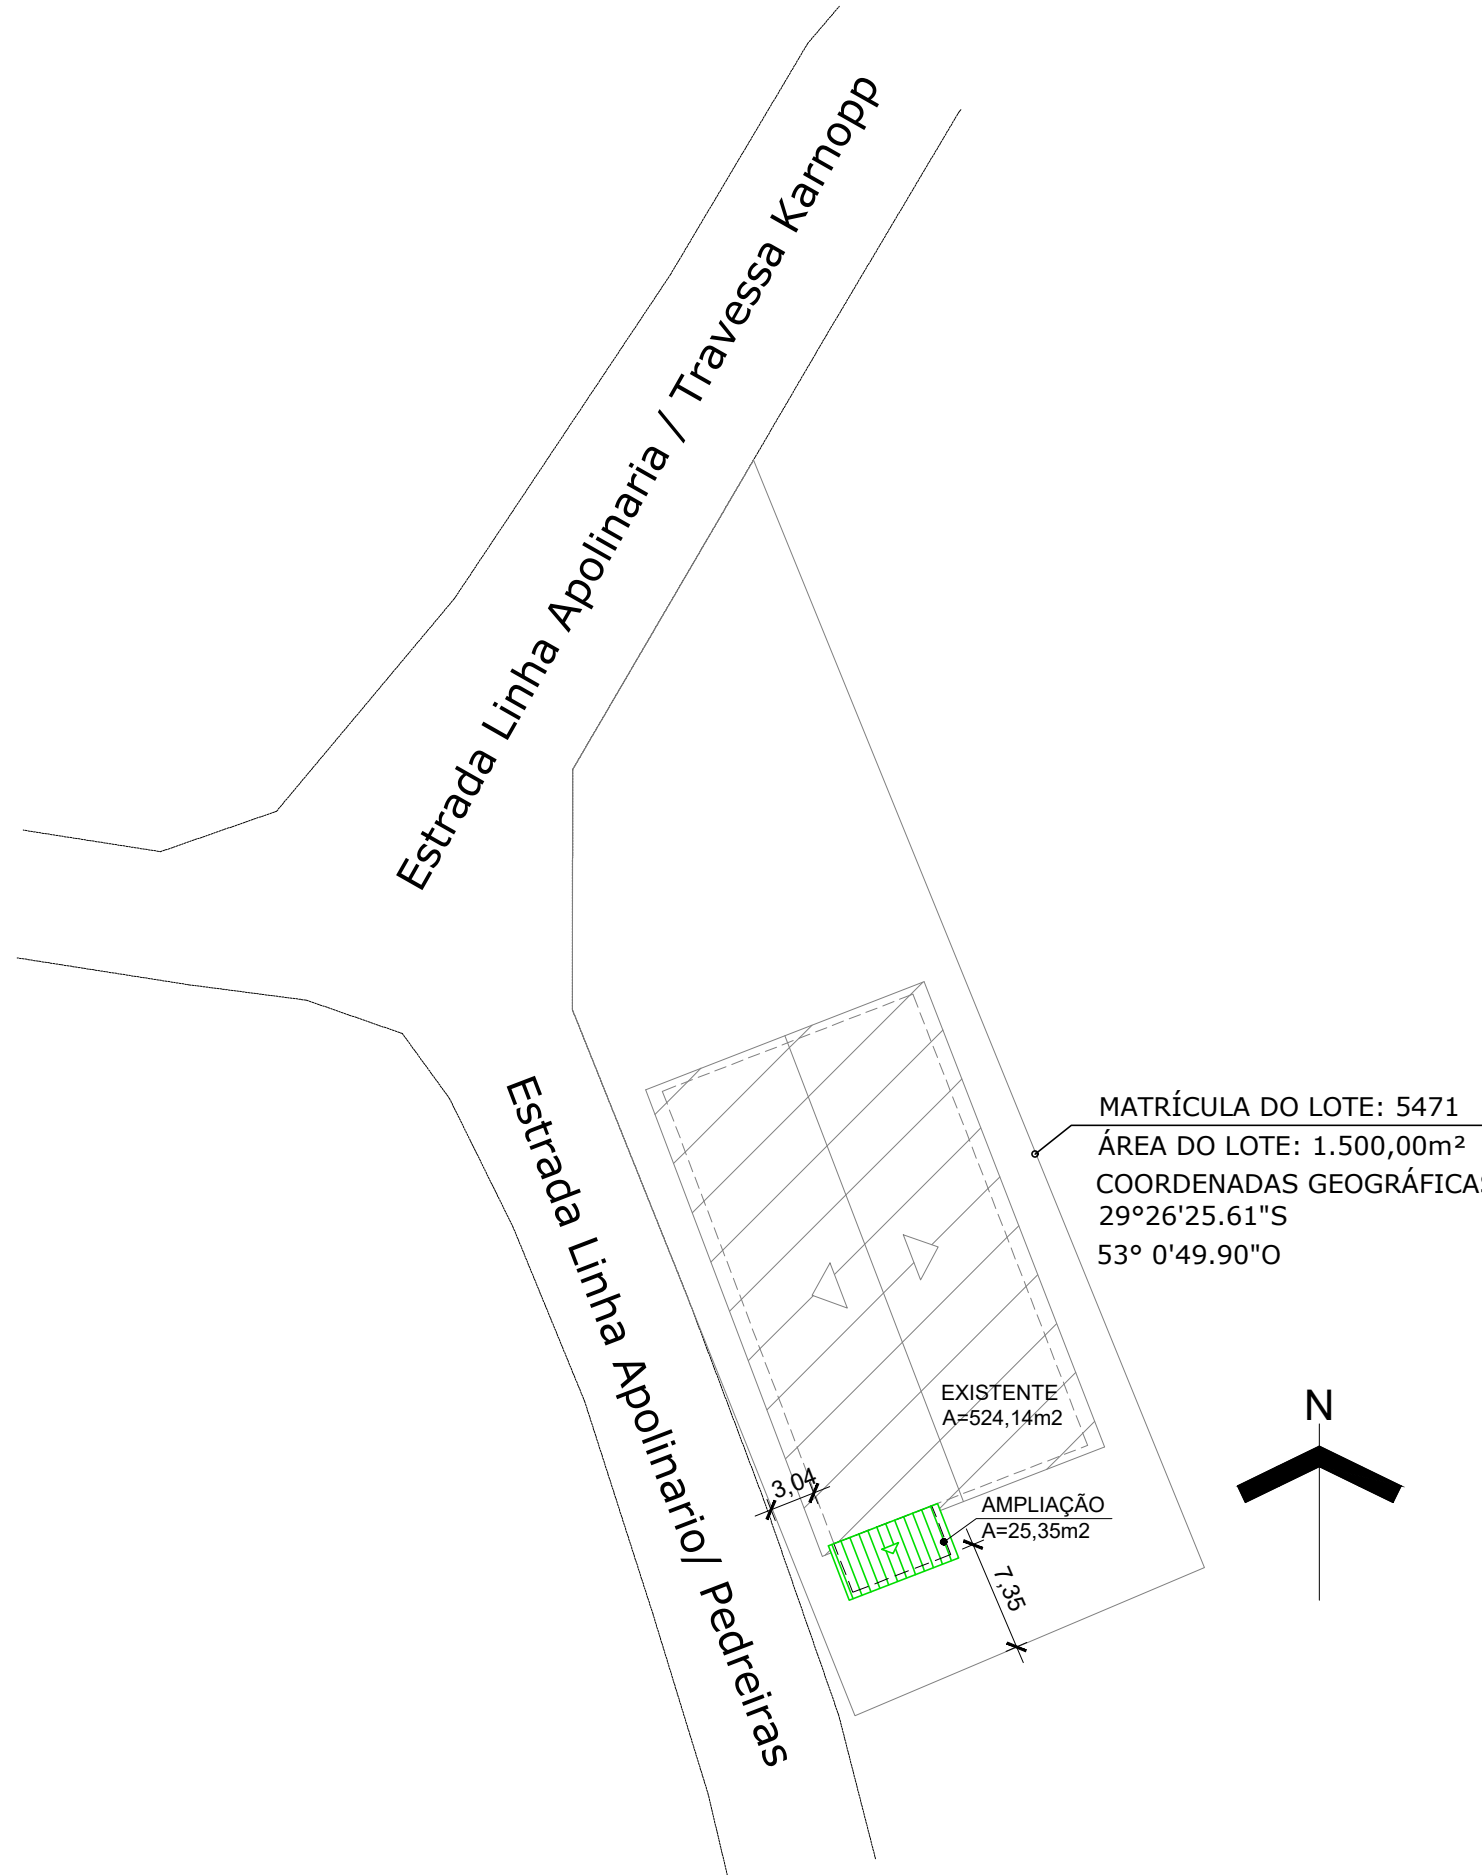 Estrada Linha Apolinaria / Travessa Karnopp
Estrada Linha Apolinario/ Pedreiras
MATRÍCULA DO LOTE: 5471
ÁREA DO LOTE: 1.500,00m²
COORDENADAS GEOGRÁFICAS
29°26'25.61"S
53° 0'49.90"O
EXISTENTE
A=524,14m2
N
3,04
AMPLIAÇÃO
A=25,35m2
7,35